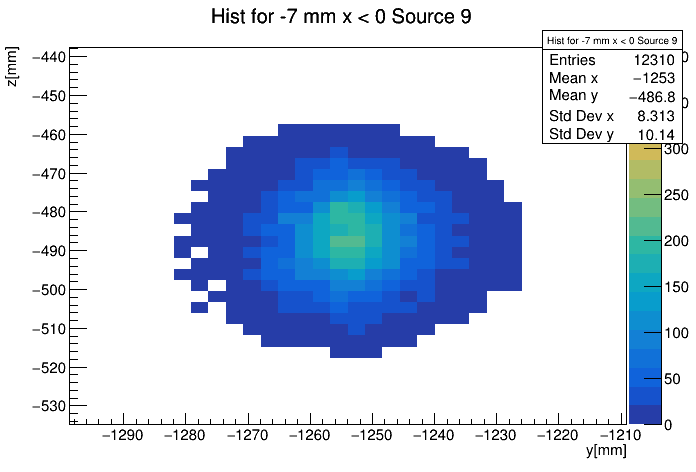 Hist for -7 mm x < 0 Source 9
z[mm]
Hist for -7 mm x < 0 Source 9
Entries 12310
Mean x −1253
Mean y −486.8
Std Dev x 8.313
Std Dev y 10.14
−440
−450
−460
−470
−480
−490
−500
−510
−520
−530
300
250
200
150
100
50
0
−1290 −1280 −1270 −1260 −1250 −1240 −1230 −1220 −1210
y[mm]